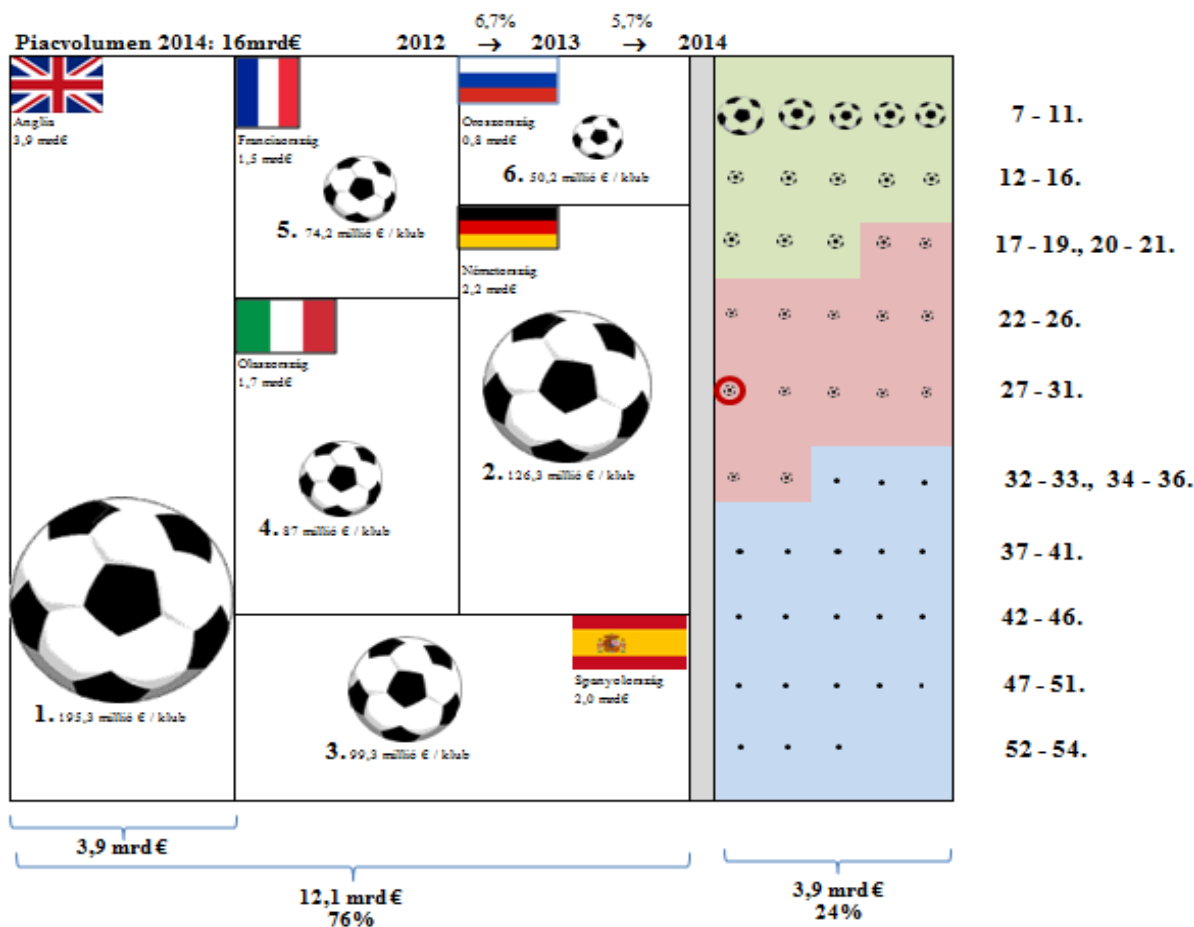 6,7% 5,7%
Piacvolumen 2014: 16mrd€ 2012 → 2013 → 2014
Anglia
3,9 mrd€
1. 195,3 millió € / klub
Franciaország
1,5 mrd€
5. 74,2 millió € / klub
Oroszország
0,8 mrd€
6. 50,2 millió € / klub
Németország
2,2 mrd€
2. 126,3 millió € / klub
Olaszország
1,7 mrd€
4. 87 millió € / klub
Spanyolország
2,0 mrd€
3. 99,3 millió € / klub
7 - 11.
12 - 16.
17 - 19., 20 - 21.
22 - 26.
27 - 31.
32 - 33., 34 - 36.
37 - 41.
42 - 46.
47 - 51.
52 - 54.
3,9 mrd€
12,1 mrd€
76%
3,9 mrd€
24%